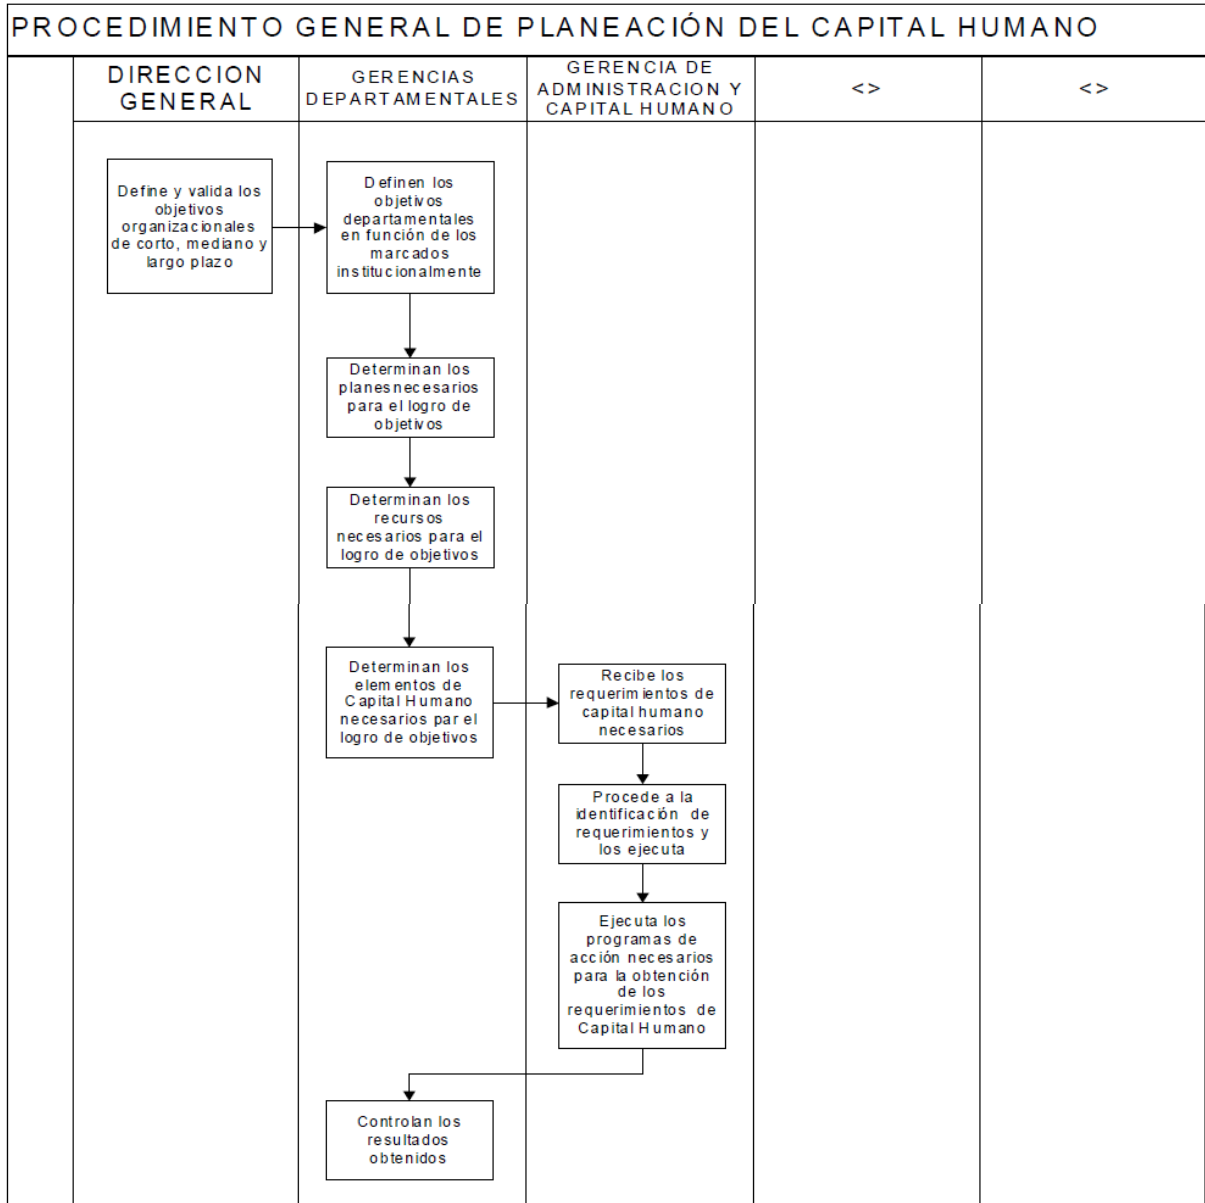 PROCEDIMIENTO GENERAL DE PLANEACIÓN DEL CAPITAL HUMANO
DIRECCION
GENERAL
GERENCIAS
DEPARTAMENTALES
GERENCIA DE
ADMINISTRACION Y
CAPITAL HUMANO
<>
<>
Define y valida los
objetivos
organizacionales
de corto, mediano y
largo plazo
Definen los
objetivos
departamentales
en función de los
marcados
institucionalmente
Determinan los
planes necesarios
para el logro de
objetivos
Determinan los
recursos
necesarios para el
logro de objetivos
Determinan los
elementos de
Capital Humano
necesarios par el
logro de objetivos
Recibe los
requerimientos de
capital humano
necesarios
Procede a la
identificación de
requerimientos y
los ejecuta
Ejecuta los
programas de
acción necesarios
para la obtención
de los
requerimientos de
Capital Humano
Controlan los
resultados
obtenidos